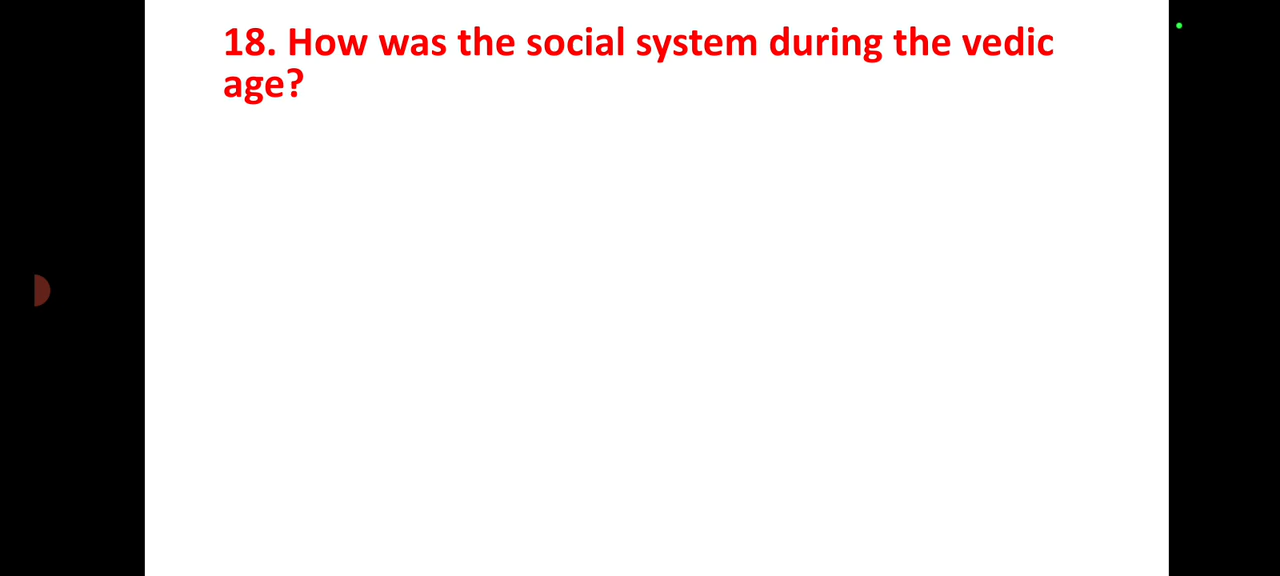 18. How was the social system during the vedic
age?